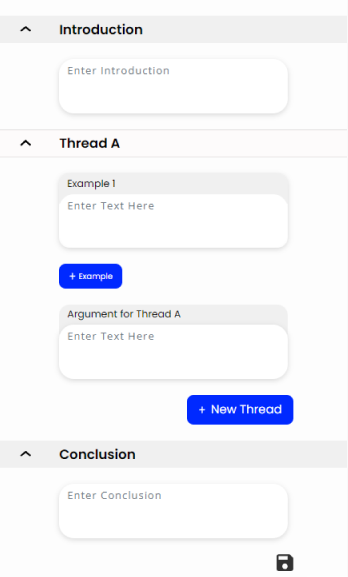 Introduction
Enter Introduction
Thread A
Example 1
Enter Text Here
+ Example
Argument for Thread A
Enter Text Here
+ New Thread
Conclusion
Enter Conclusion